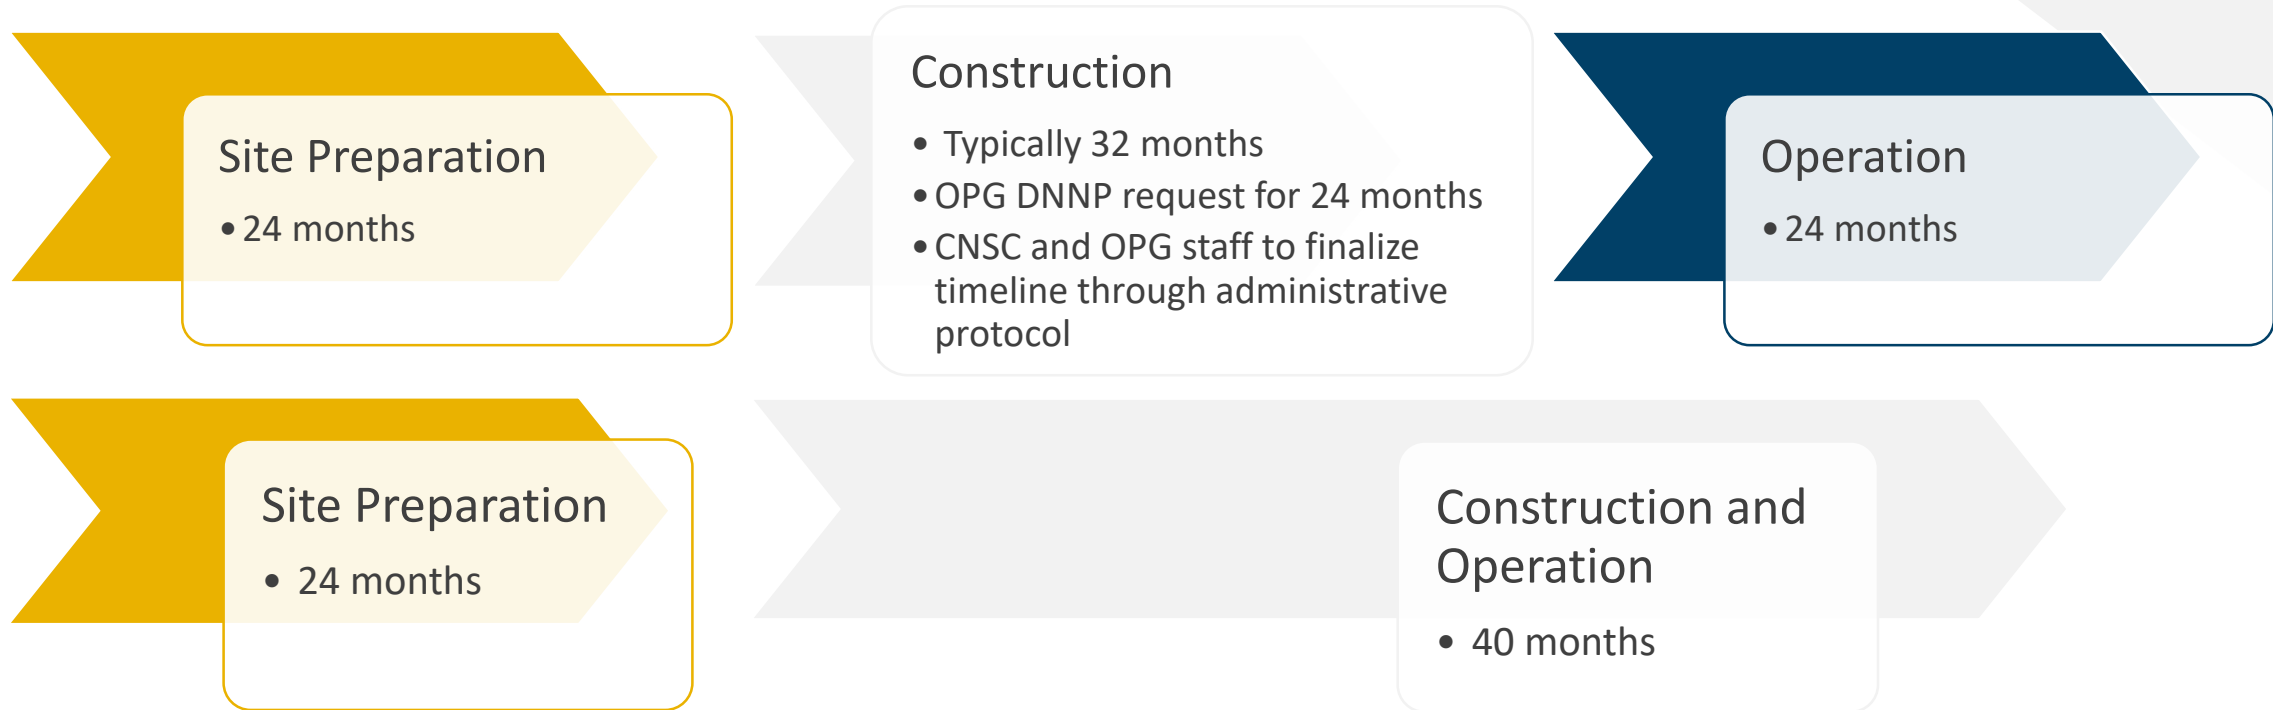 Site Preparation
• 24 months
Construction
• Typically 32 months
• OPG DNNP request for 24 months
• CNSC and OPG staff to finalize
timeline through administrative
protocol
Operation
• 24 months
Site Preparation
• 24 months
Construction and
Operation
• 40 months